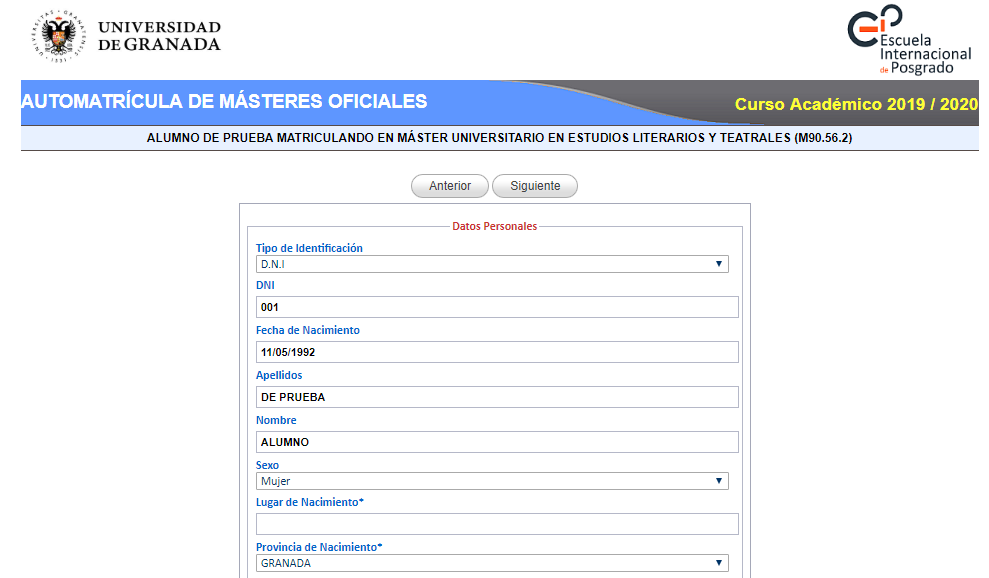 UNIVERSITAS · GRANATENSIS · 1531 ·
UNIVERSIDAD
DE GRANADA
Escuela
Internacional
de Posgrado
AUTOMATRÍCULA DE MÁSTERES OFICIALES
Curso Académico 2019 / 2020
ALUMNO DE PRUEBA MATRICULANDO EN MÁSTER UNIVERSITARIO EN ESTUDIOS LITERARIOS Y TEATRALES (M90.56.2)
Anterior
Siguiente
Datos Personales
Tipo de Identificación
D.N.I
DNI
001
Fecha de Nacimiento
11/05/1992
Apellidos
DE PRUEBA
Nombre
ALUMNO
Sexo
Mujer
Lugar de Nacimiento*
Provincia de Nacimiento*
GRANADA